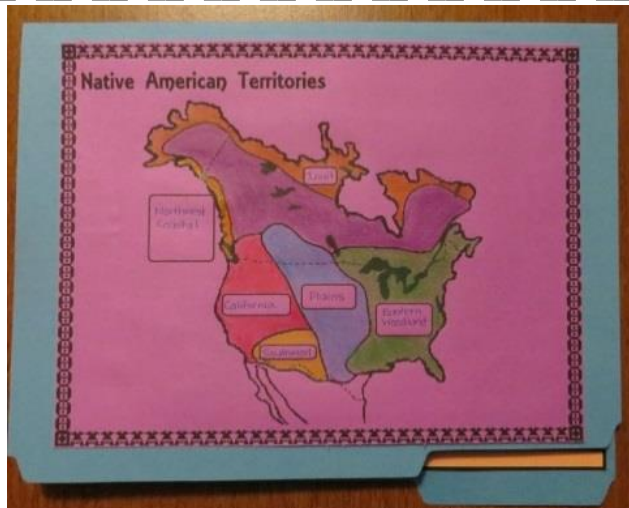 Native American Territories
Inuit
Northwest
Coastal
California
Plains
Eastern
Woodland
Southwest